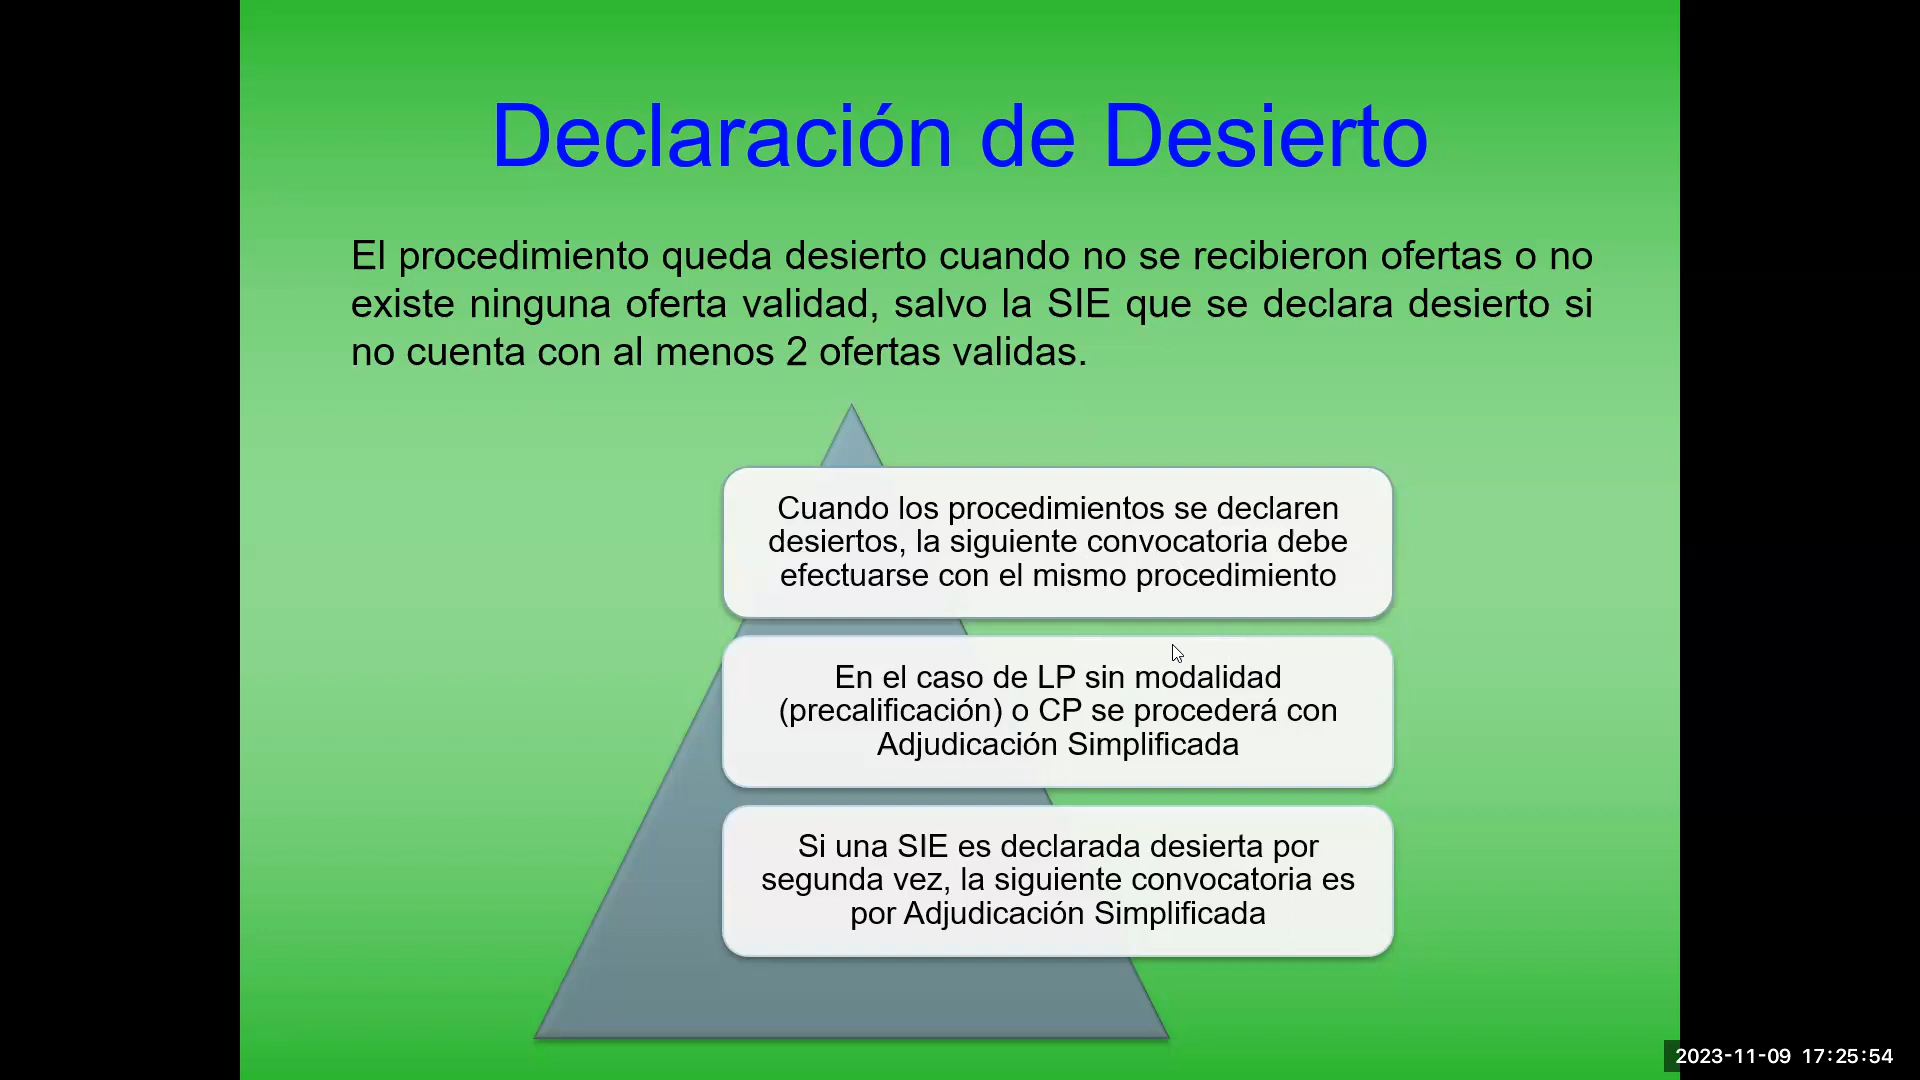 Declaración de Desierto
El procedimiento queda desierto cuando no se recibieron ofertas o no
existe ninguna oferta validad, salvo la SIE que se declara desierto si
no cuenta con al menos 2 ofertas validas.
Cuando los procedimientos se declaren
desiertos, la siguiente convocatoria debe
efectuarse con el mismo procedimiento
En el caso de LP sin modalidad
(precalificación) o CP se procederá con
Adjudicación Simplificada
Si una SIE es declarada desierta por
segunda vez, la siguiente convocatoria es
por Adjudicación Simplificada
2023-11-09 17:25:54